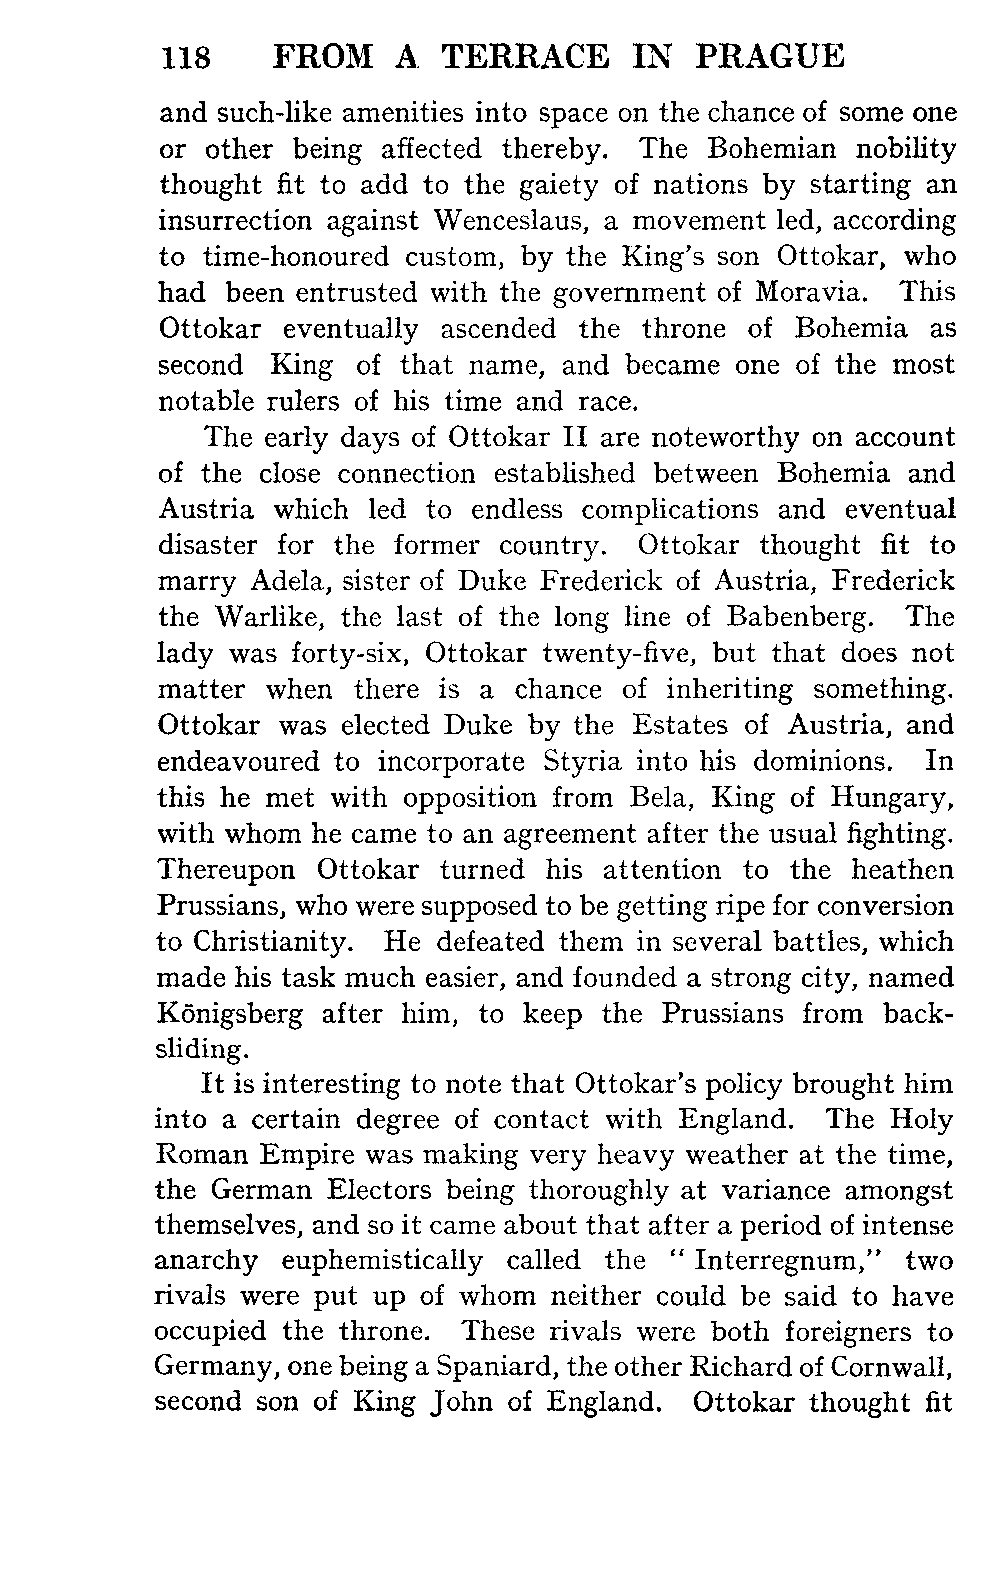 118 FROM A TERRACE IN PRAGUE
and such-like amenities into space on the chance of some one
or other being affected thereby. The Bohemian nobility
thought fit to add to the gaiety of nations by starting an
insurrection against Wenceslaus, a movement led, according
to time-honoured custom, by the King's son Ottokar, who
had been entrusted with the government of Moravia. This
Ottokar eventually ascended the throne of Bohemia as
second King of that name, and became one of the most
notable rulers of his time and race.
The early days of Ottokar II are noteworthy on account
of the close connection established between Bohemia and
Austria which led to endless complications and eventual
disaster for the former country. Ottokar thought fit to
marry Adela, sister of Duke Frederick of Austria, Frederick
the Warlike, the last of the long line of Babenberg. The
lady was forty-six, Ottokar twenty-five, but that does not
matter when there is a chance of inheriting something.
Ottokar was elected Duke by the Estates of Austria, and
endeavoured to incorporate Styria into his dominions. In
this he met with opposition from Bela, King of Hungary,
with whom he came to an agreement after the usual fighting.
Thereupon Ottokar turned his attention to the heathen
Prussians, who were supposed to be getting ripe for conversion
to Christianity. He defeated them in several battles, which
made his task much easier, and founded a strong city, named
Königsberg after him, to keep the Prussians from back-
sliding.
It is interesting to note that Ottokar's policy brought him
into a certain degree of contact with England. The Holy
Roman Empire was making very heavy weather at the time,
the German Electors being thoroughly at variance amongst
themselves, and so it came about that after a period of intense
anarchy euphemistically called the “ Interregnum,” two
rivals were put up of whom neither could be said to have
occupied the throne. These rivals were both foreigners to
Germany, one being a Spaniard, the other Richard of Cornwall,
second son of King John of England. Ottokar thought fit